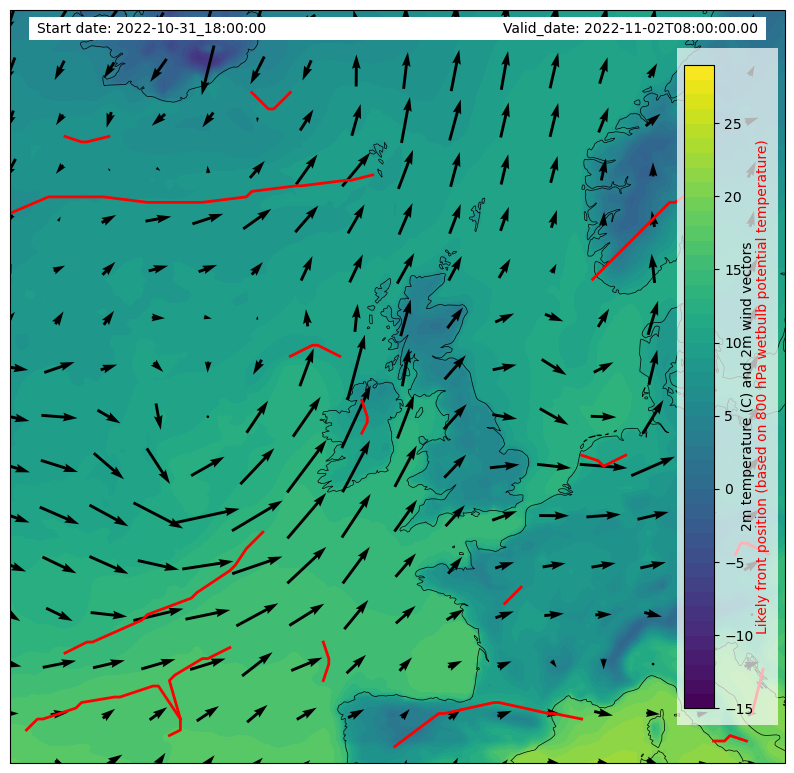 Start date: 2022-10-31_18:00:00
Valid_date: 2022-11-02T08:00:00.00
25
20
15
10
5
0
−5
−10
−15
2m temperature (C) and 2m wind vectors
Likely front position (based on 800 hPa wetbulb potential temperature)